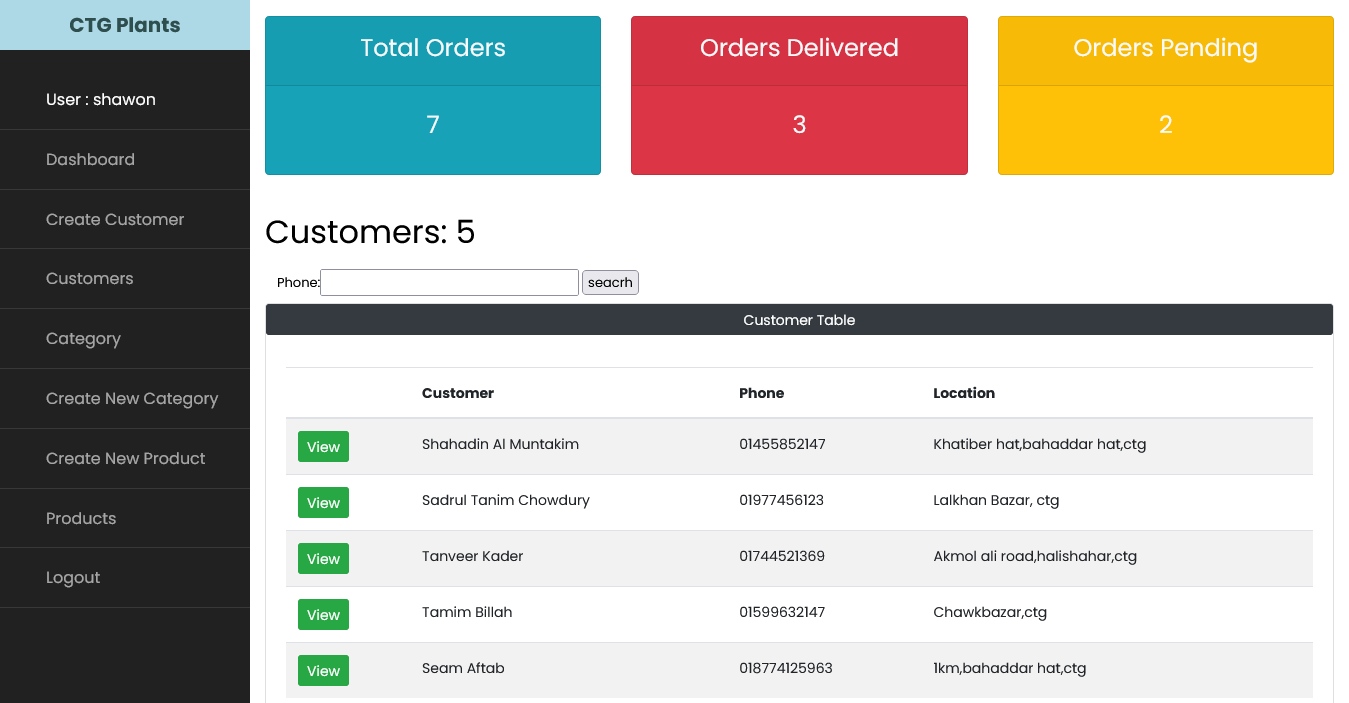 CTG Plants
User : shawon
Dashboard
Create Customer
Customers
Category
Create New Category
Create New Product
Products
Logout
Total Orders
7
Orders Delivered
3
Orders Pending
2
Customers: 5
Phone: seacrh
Customer Table
Customer Phone Location
View Shahadin Al Muntakim 01455852147 Khatiber hat,bahaddar hat,ctg
View Sadrul Tanim Chowdury 01977456123 Lalkhan Bazar, ctg
View Tanveer Kader 01744521369 Akmol ali road,halishahar,ctg
View Tamim Billah 01599632147 Chawkbazar,ctg
View Seam Aftab 018774125963 1km,bahaddar hat,ctg